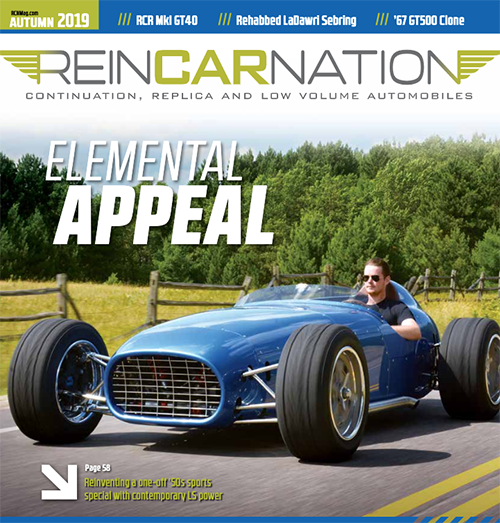 RCRMag.com
AUTUMN 2019
/// RCR MkI GT40 /// Rehabbed LaDawri Sebring /// '67 GT500 Clone
REINCARNATION
CONTINUATION, REPLICA AND LOW VOLUME AUTOMOBILES
ELEMENTAL
APPEAL
Page 58
Reinventing a one-off '50s sports
special with contemporary LS power